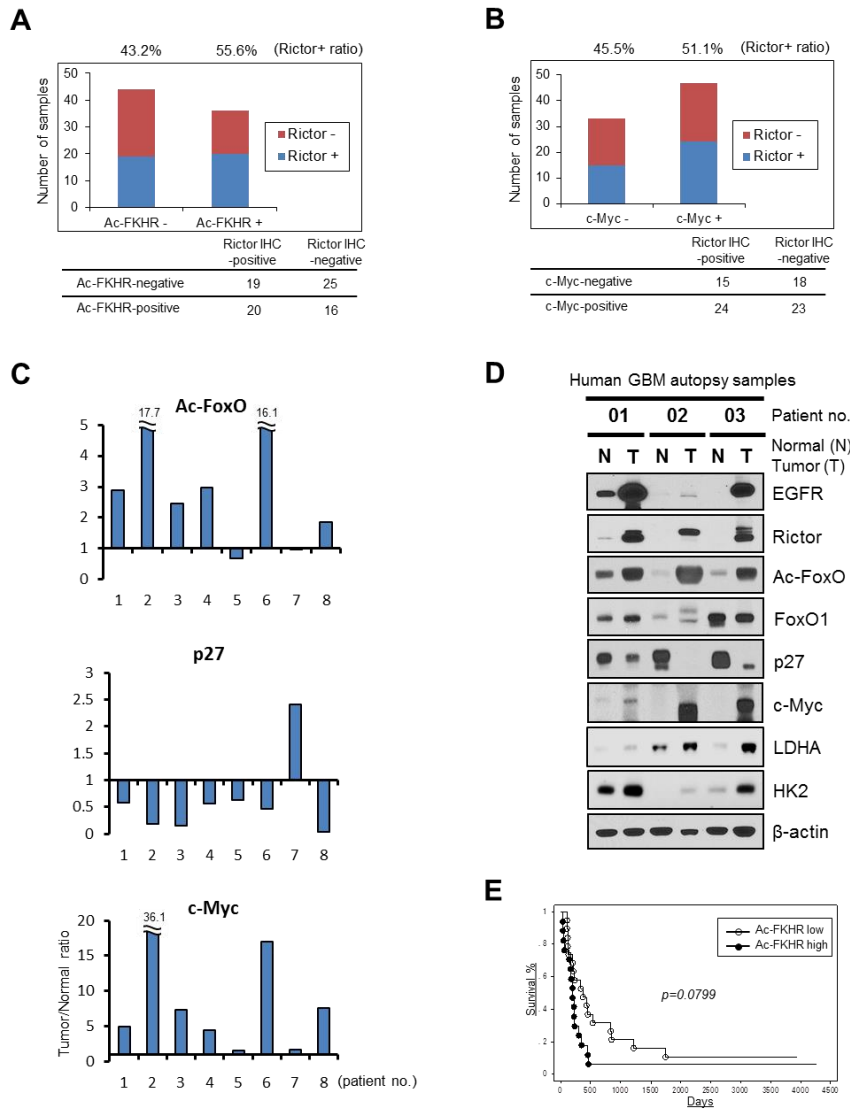 A
43.2% 55.6% (Rictor+ ratio)
Number of samples
50
40
30
20
10
0
Rictor -
Rictor +
Ac-FKHR - Ac-FKHR +
Rictor IHC -positive Rictor IHC -negative
Ac-FKHR-negative 19 25
Ac-FKHR-positive 20 16
B
45.5% 51.1% (Rictor+ ratio)
Number of samples
50
40
30
20
10
0
Rictor -
Rictor +
c-Myc - c-Myc +
Rictor IHC -positive Rictor IHC -negative
c-Myc-negative 15 18
c-Myc-positive 24 23
C
Ac-FoxO
17.7 16.1
5
4
3
2
1
0
1 2 3 4 5 6 7 8
p27
3
2.5
2
1.5
1
0.5
0
1 2 3 4 5 6 7 8
c-Myc
36.1
Tumor/Normal ratio
20
15
10
5
0
1 2 3 4 5 6 7 8 (patient no.)
D
Human GBM autopsy samples
01 02 03 Patient no.
N T N T N T Normal (N)
Tumor (T)
EGFR
Rictor
Ac-FoxO
FoxO1
p27
c-Myc
LDHA
HK2
β-actin
E
Survival %
1
.8
.6
.4
.2
0
Ac-FKHR low
Ac-FKHR high
p=0.0799
0 500 1000 1500 2000 2500 3000 3500 4000 4500
Days